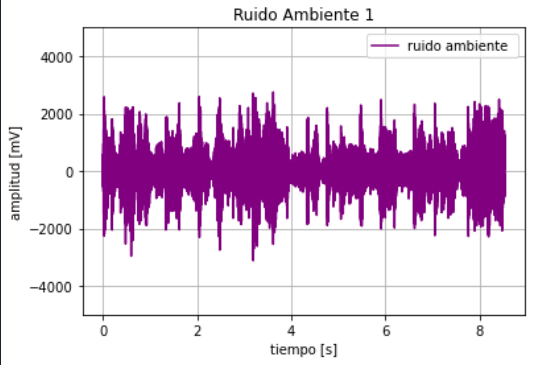 Ruido Ambiente 1
ruido ambiente
amplitud [mV]
4000
2000
0
−2000
−4000
0 2 4 6 8
tiempo [s]